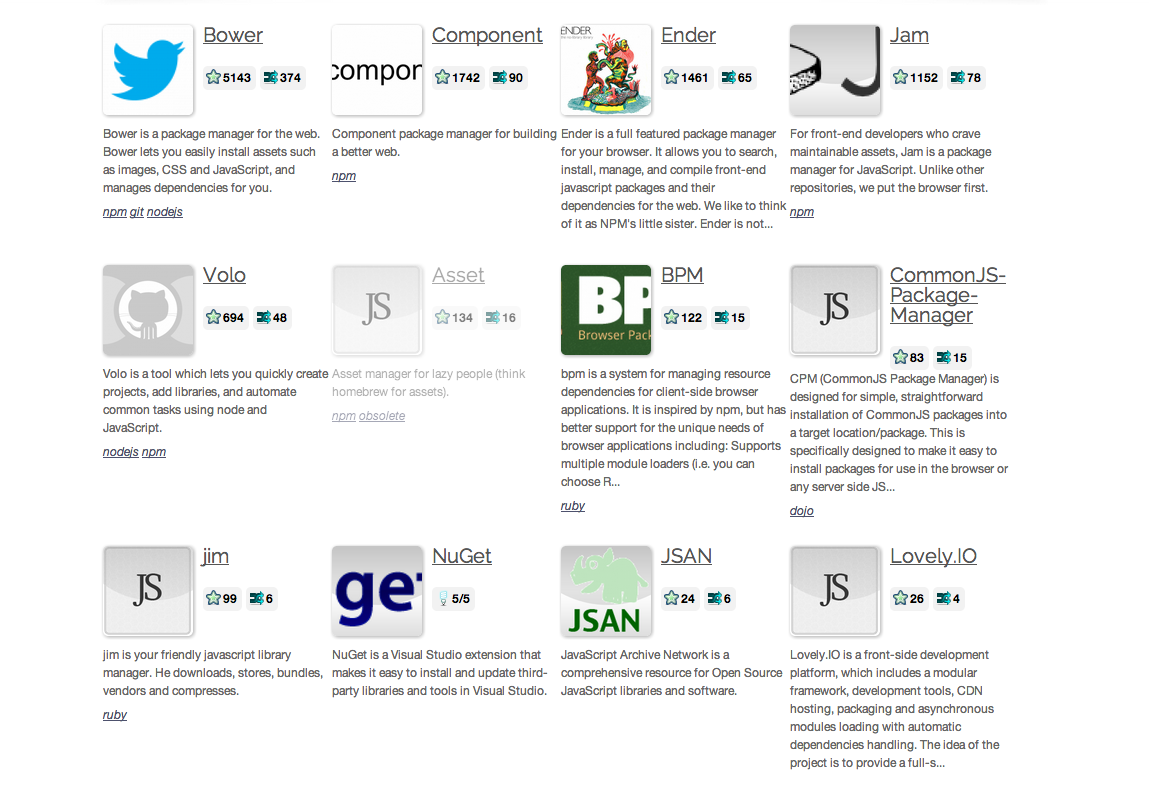 Bower
5143 374
Bower is a package manager for the web.
Bower lets you easily install assets such
as images, CSS and JavaScript, and
manages dependencies for you.
npm git nodejs
compor
Component
1742 90
Component package manager for building
a better web.
npm
ENDER
Ender
1461 65
Ender is a full featured package manager
for your browser. It allows you to search,
install, manage, and compile front-end
javascript packages and their
dependencies for the web. We like to think
of it as NPM's little sister. Ender is not...
J
Jam
1152 78
For front-end developers who crave
maintainable assets, Jam is a package
manager for JavaScript. Unlike other
repositories, we put the browser first.
npm
Volo
694 48
Volo is a tool which lets you quickly create
projects, add libraries, and automate
common tasks using node and
JavaScript.
nodejs npm
JS
Asset
134 16
Asset manager for lazy people (think
homebrew for assets).
npm obsolete
BP
Browser Pack
BPM
122 15
bpm is a system for managing resource
dependencies for client-side browser
applications. It is inspired by npm, but has
better support for the unique needs of
browser applications including: Supports
multiple module loaders (i.e. you can
choose R...
ruby
JS
CommonJS-
Package-
Manager
83 15
CPM (CommonJS Package Manager) is
designed for simple, straightforward
installation of CommonJS packages into
a target location/package. This is
specifically designed to make it easy to
install packages for use in the browser or
any server side JS...
dojo
JS
jim
99 6
jim is your friendly javascript library
manager. He downloads, stores, bundles,
vendors and compresses.
ruby
get
NuGet
5/5
NuGet is a Visual Studio extension that
makes it easy to install and update third-
party libraries and tools in Visual Studio.
JSAN
JSAN
24 6
JavaScript Archive Network is a
comprehensive resource for Open Source
JavaScript libraries and software.
JS
Lovely.IO
26 4
Lovely.IO is a front-side development
platform, which includes a modular
framework, development tools, CDN
hosting, packaging and asynchronous
modules loading with automatic
dependencies handling. The idea of the
project is to provide a full-s...